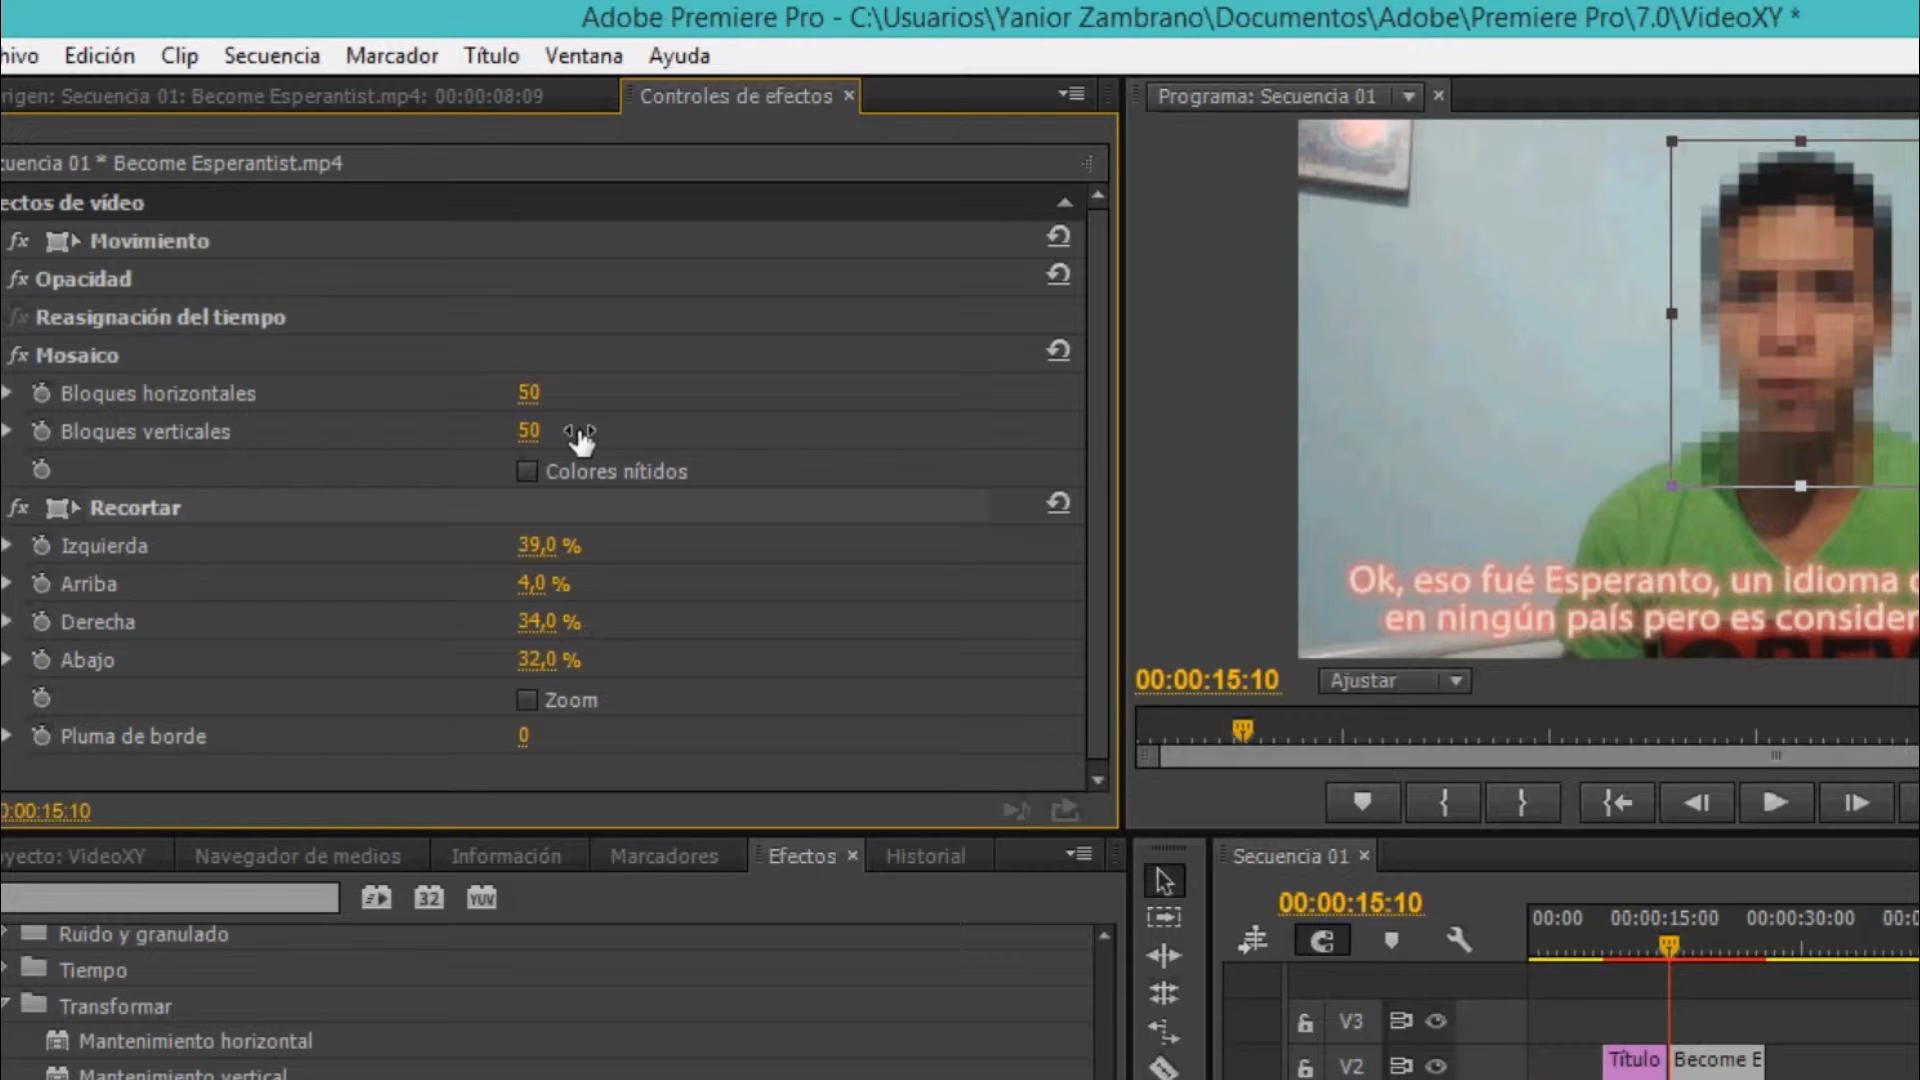 Adobe Premiere Pro - C:\Usuarios\Yanior Zambrano\Documentos\Adobe\Premiere Pro\7.0\VideoXY *
hivo Edición Clip Secuencia Marcador Título Ventana Ayuda
rigen: Secuencia 01: Become Esperantist.mp4: 00:00:08:09
Controles de efectos ×
Programa: Secuencia 01 ×
cuencia 01 * Become Esperantist.mp4
ectos de vídeo
fx Movimiento
fx Opacidad
fx Reasignación del tiempo
fx Mosaico
Bloques horizontales 50
Bloques verticales 50
Colores nítidos
fx Recortar
Izquierda 39,0 %
Arriba 4,0 %
Derecha 34,0 %
Abajo 32,0 %
Zoom
Pluma de borde 0
0:00:15:10
Ok, eso fué Esperanto, un idioma
en ningún país pero es consider
00:00:15:10 Ajustar
oyecto: VideoXY Navegador de medios Información Marcadores Efectos × Historial
32 YUV
Ruido y granulado
Tiempo
Transformar
Mantenimiento horizontal
Mantenimiento vertical
Secuencia 01 ×
00:00:15:10
00:00 00:00:15:00 00:00:30:00 00:0
V3
V2
Título Become E